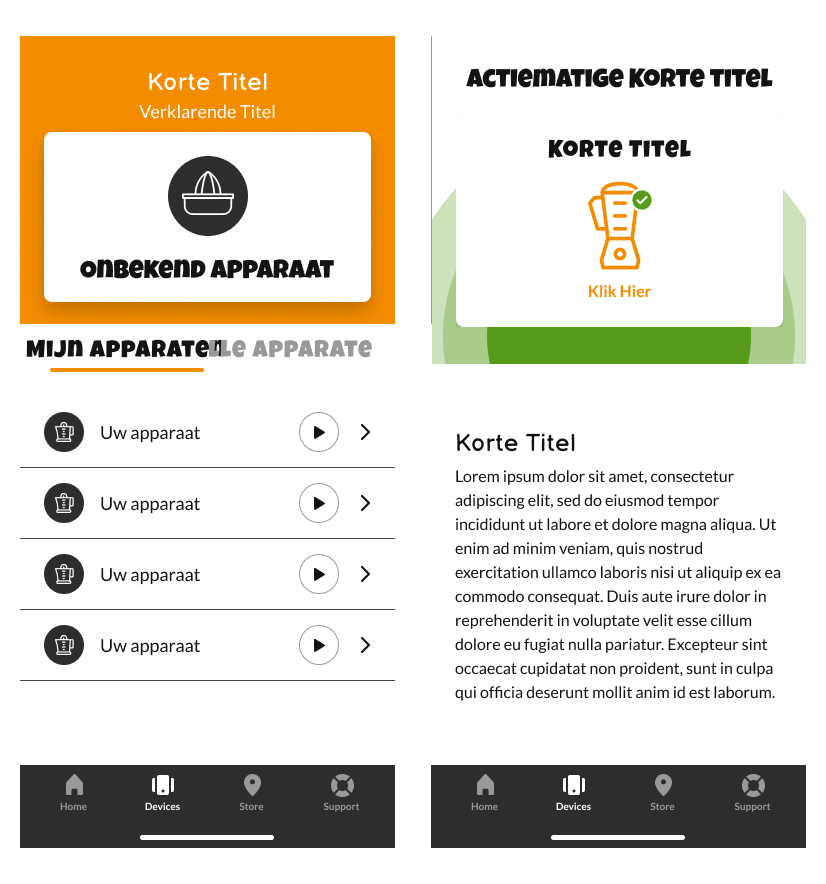 Korte Titel
Verklarende Titel
Onbekend apparaat
Mijn apparaten
lle apparate
Uw apparaat
Uw apparaat
Uw apparaat
Uw apparaat
Home
Devices
Store
Support
Actiematige korte titel
Korte titel
Klik Hier
Korte Titel
Lorem ipsum dolor sit amet, consectetur
adipiscing elit, sed do eiusmod tempor
incididunt ut labore et dolore magna aliqua. Ut
enim ad minim veniam, quis nostrud
exercitation ullamco laboris nisi ut aliquip ex ea
commodo consequat. Duis aute irure dolor in
reprehenderit in voluptate velit esse cillum
dolore eu fugiat nulla pariatur. Excepteur sint
occaecat cupidatat non proident, sunt in culpa
qui officia deserunt mollit anim id est laborum.
Home
Devices
Store
Support